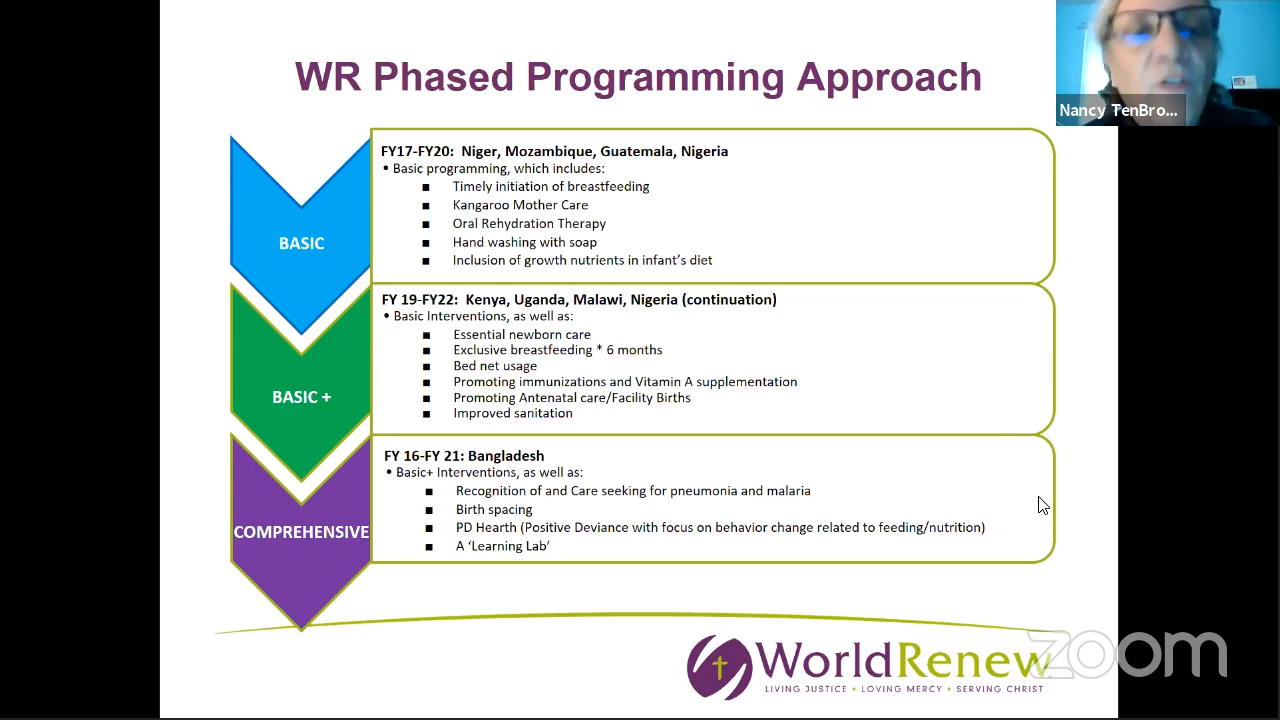 WR Phased Programming Approach
Nancy TenBro...
BASIC
FY17-FY20: Niger, Mozambique, Guatemala, Nigeria
• Basic programming, which includes:
■ Timely initiation of breastfeeding
■ Kangaroo Mother Care
■ Oral Rehydration Therapy
■ Hand washing with soap
■ Inclusion of growth nutrients in infant's diet
BASIC +
FY 19-FY22: Kenya, Uganda, Malawi, Nigeria (continuation)
• Basic Interventions, as well as:
■ Essential newborn care
■ Exclusive breastfeeding * 6 months
■ Bed net usage
■ Promoting immunizations and Vitamin A supplementation
■ Promoting Antenatal care/Facility Births
■ Improved sanitation
COMPREHENSIVE
FY 16-FY 21: Bangladesh
• Basic+ Interventions, as well as:
■ Recognition of and Care seeking for pneumonia and malaria
■ Birth spacing
■ PD Hearth (Positive Deviance with focus on behavior change related to feeding/nutrition)
■ A 'Learning Lab'
WorldRenew
LIVING JUSTICE • LOVING MERCY • SERVING CHRIST
zoom